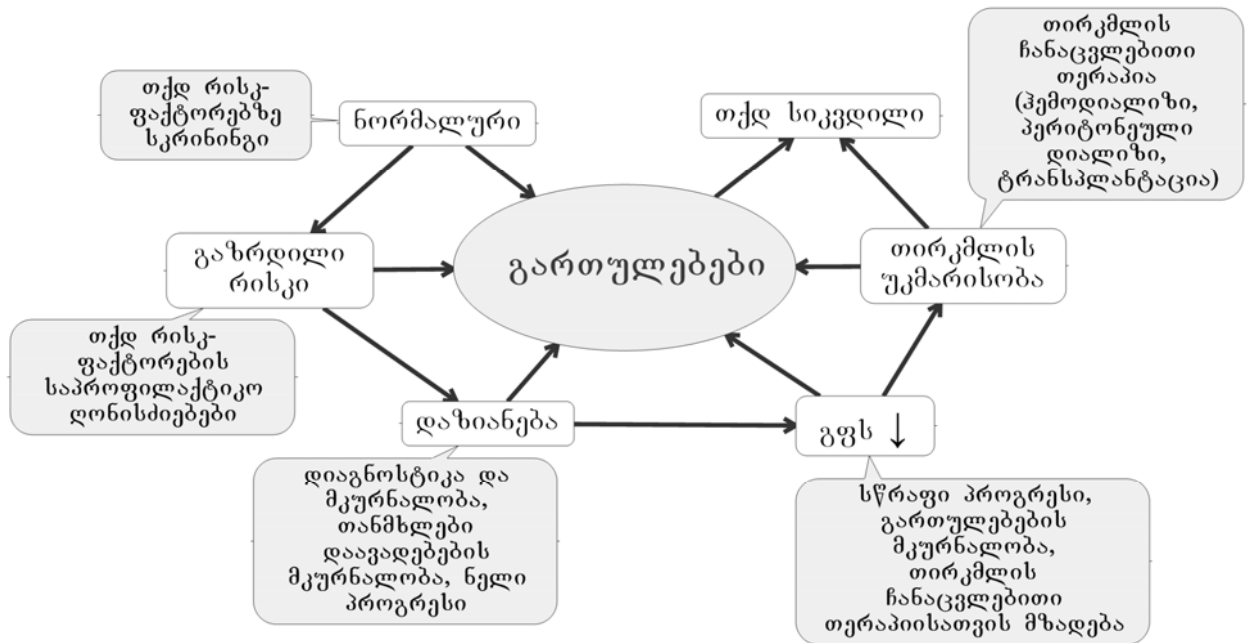 თქდ რისკ-
ფაქტორებზე
სკრინინგი
ნორმალური
თქდ სიკვდილი
თირკმლის
ჩანაცვლებითი
თერაპია
(ჰემოდიალიზი,
პერიტონეული
დიალიზი,
ტრანსპლანტაცია)
გაზრდილი
რისკი
გართულებები
თირკმლის
უკმარისობა
თქდ რისკ-
ფაქტორების
საპროფილაქტიკო
ღონისძიებები
დაზიანება
გფს ↓
დიაგნოსტიკა და
მკურნალობა,
თანმხლები
დაავადებების
მკურნალობა, ნელი
პროგრესი
სწრაფი პროგრესი,
გართულებების
მკურნალობა,
თირკმლის
ჩანაცვლებითი
თერაპიისათვის მზადება